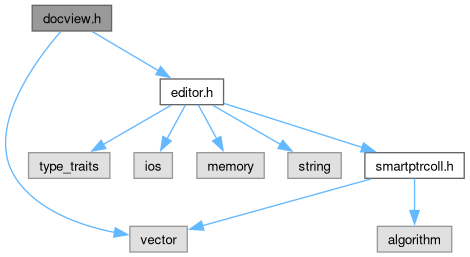 docview.h
editor.h
type_traits
ios
memory
string
smartptrcoll.h
vector
algorithm